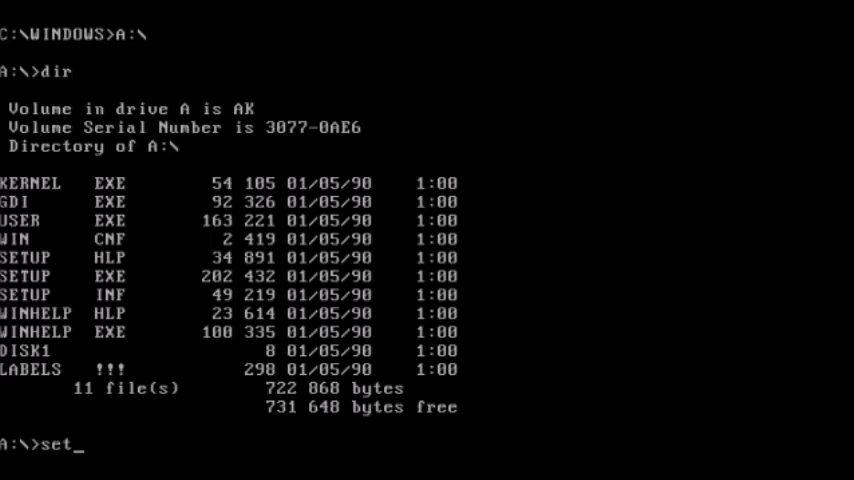 C:\WINDOWS>A:\
A:\>dir
Volume in drive A is AK
Volume Serial Number is 3077-0AE6
Directory of A:\
KERNEL   EXE        54 105 01/05/90    1:00
GDI      EXE        92 326 01/05/90    1:00
USER     EXE       163 221 01/05/90    1:00
WIN      CNF         2 419 01/05/90    1:00
SETUP    HLP        34 891 01/05/90    1:00
SETUP    EXE       202 432 01/05/90    1:00
SETUP    INF        49 219 01/05/90    1:00
WINHELP  HLP        23 614 01/05/90    1:00
WINHELP  EXE       100 335 01/05/90    1:00
DISK1                    8 01/05/90    1:00
LABELS   !!!           298 01/05/90    1:00
11 file(s)        722 868 bytes
731 648 bytes free
A:\>set_